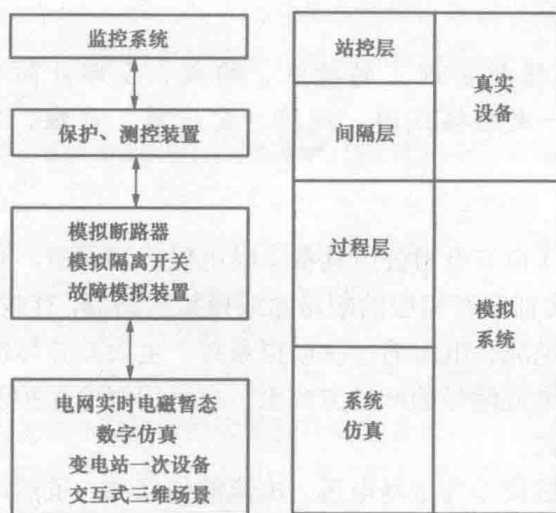 监控系统
保护、测控装置
模拟断路器
模拟隔离开关
故障模拟装置
电网实时电磁暂态
数字仿真
变电站一次设备
交互式三维场景
站控层
间隔层
过程层
系统
仿真
真实
设备
模拟
系统